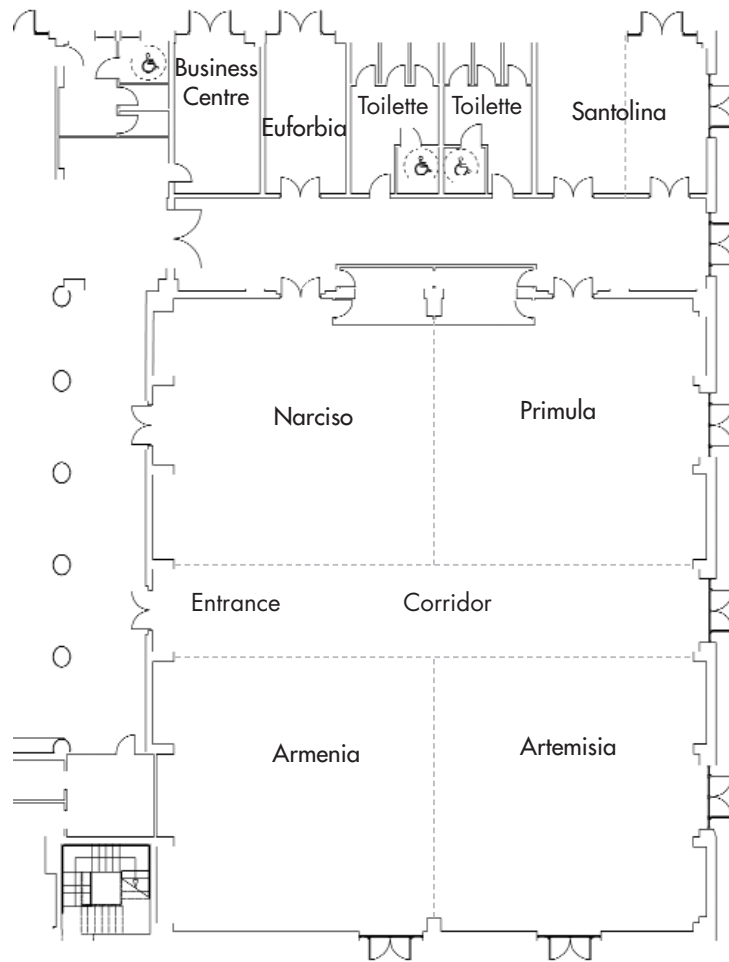 Business
Centre
Euforbia
Toilette
Toilette
Santolina
Narciso
Primula
Entrance
Corridor
Armenia
Artemisia